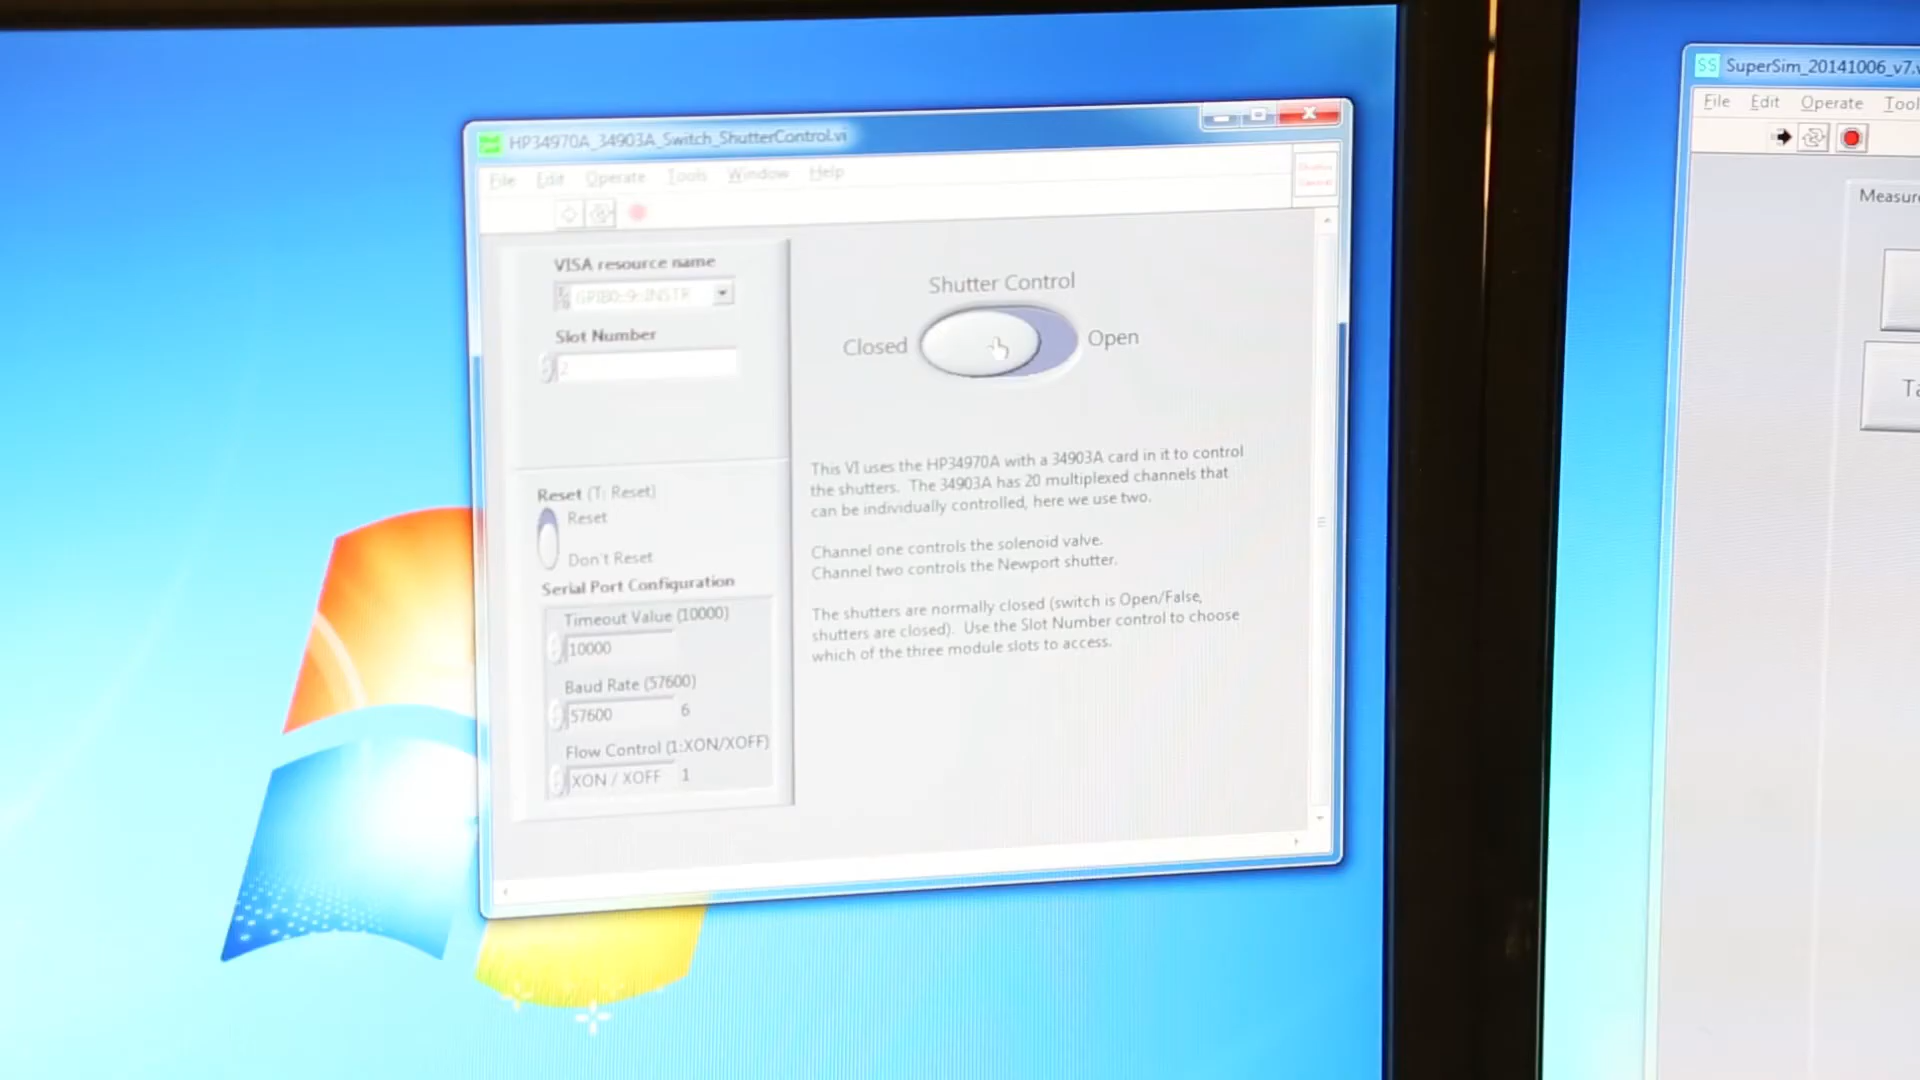 HP34970A_34903A_Switch_ShutterControl.vi
File Edit Operate Tools Window Help
VISA resource name
GPIB0::9::INSTR
Slot Number
2
Reset (T: Reset)
Reset
Don't Reset
Serial Port Configuration
Timeout Value (10000)
10000
Baud Rate (57600)
57600 6
Flow Control (1:XON/XOFF)
XON / XOFF 1
Shutter Control
Closed Open
This VI uses the HP34970A with a 34903A card in it to control
the shutters. The 34903A has 20 multiplexed channels that
can be individually controlled, here we use two.
Channel one controls the solenoid valve.
Channel two controls the Newport shutter.
The shutters are normally closed (switch is Open/False,
shutters are closed). Use the Slot Number control to choose
which of the three module slots to access.
SS SuperSim_20141006_v7.v
File Edit Operate Tool
Measur
Ta